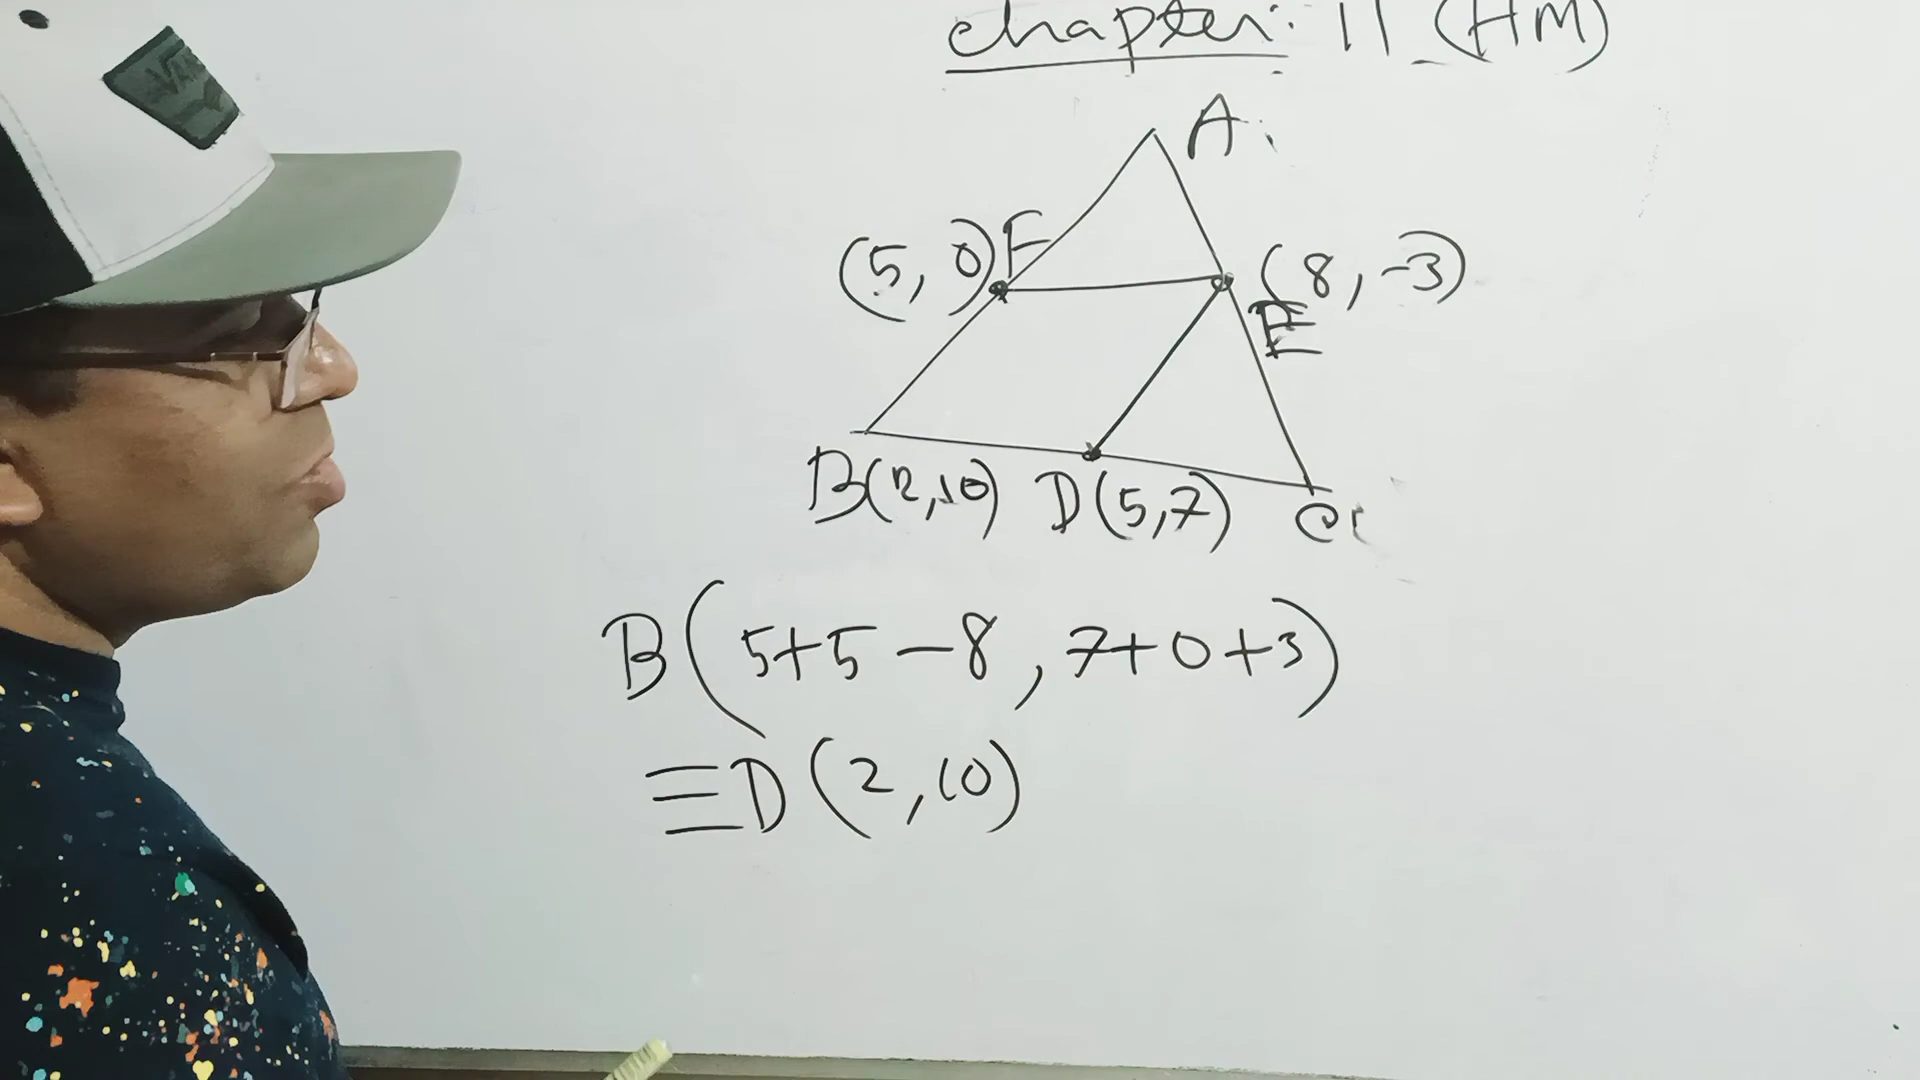 chapter: 11 (HM)
A
(5, 0) F
(8, -3)
E
B(2,10) D(5,7) C(
B(5+5-8, 7+0+3)
≡D(2,10)
VANS